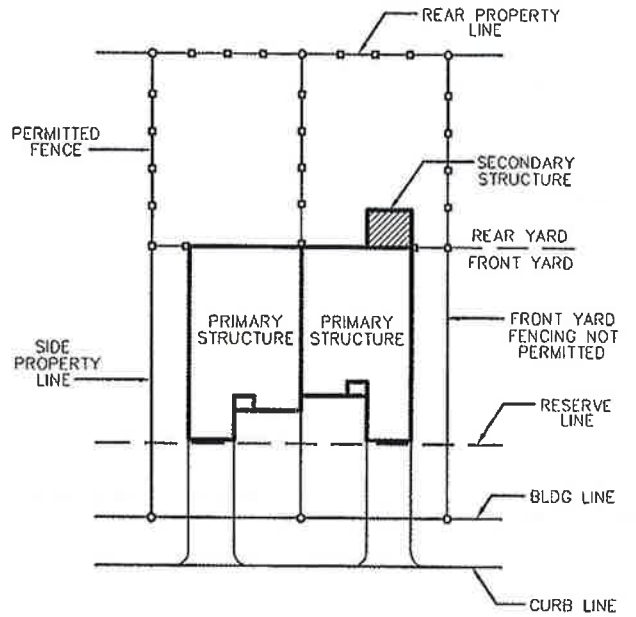 REAR PROPERTY
LINE
PERMITTED
FENCE
SECONDARY
STRUCTURE
REAR YARD
FRONT YARD
PRIMARY
STRUCTURE
PRIMARY
STRUCTURE
FRONT YARD
FENCING NOT
PERMITTED
SIDE
PROPERTY
LINE
RESERVE
LINE
BLDG LINE
CURB LINE